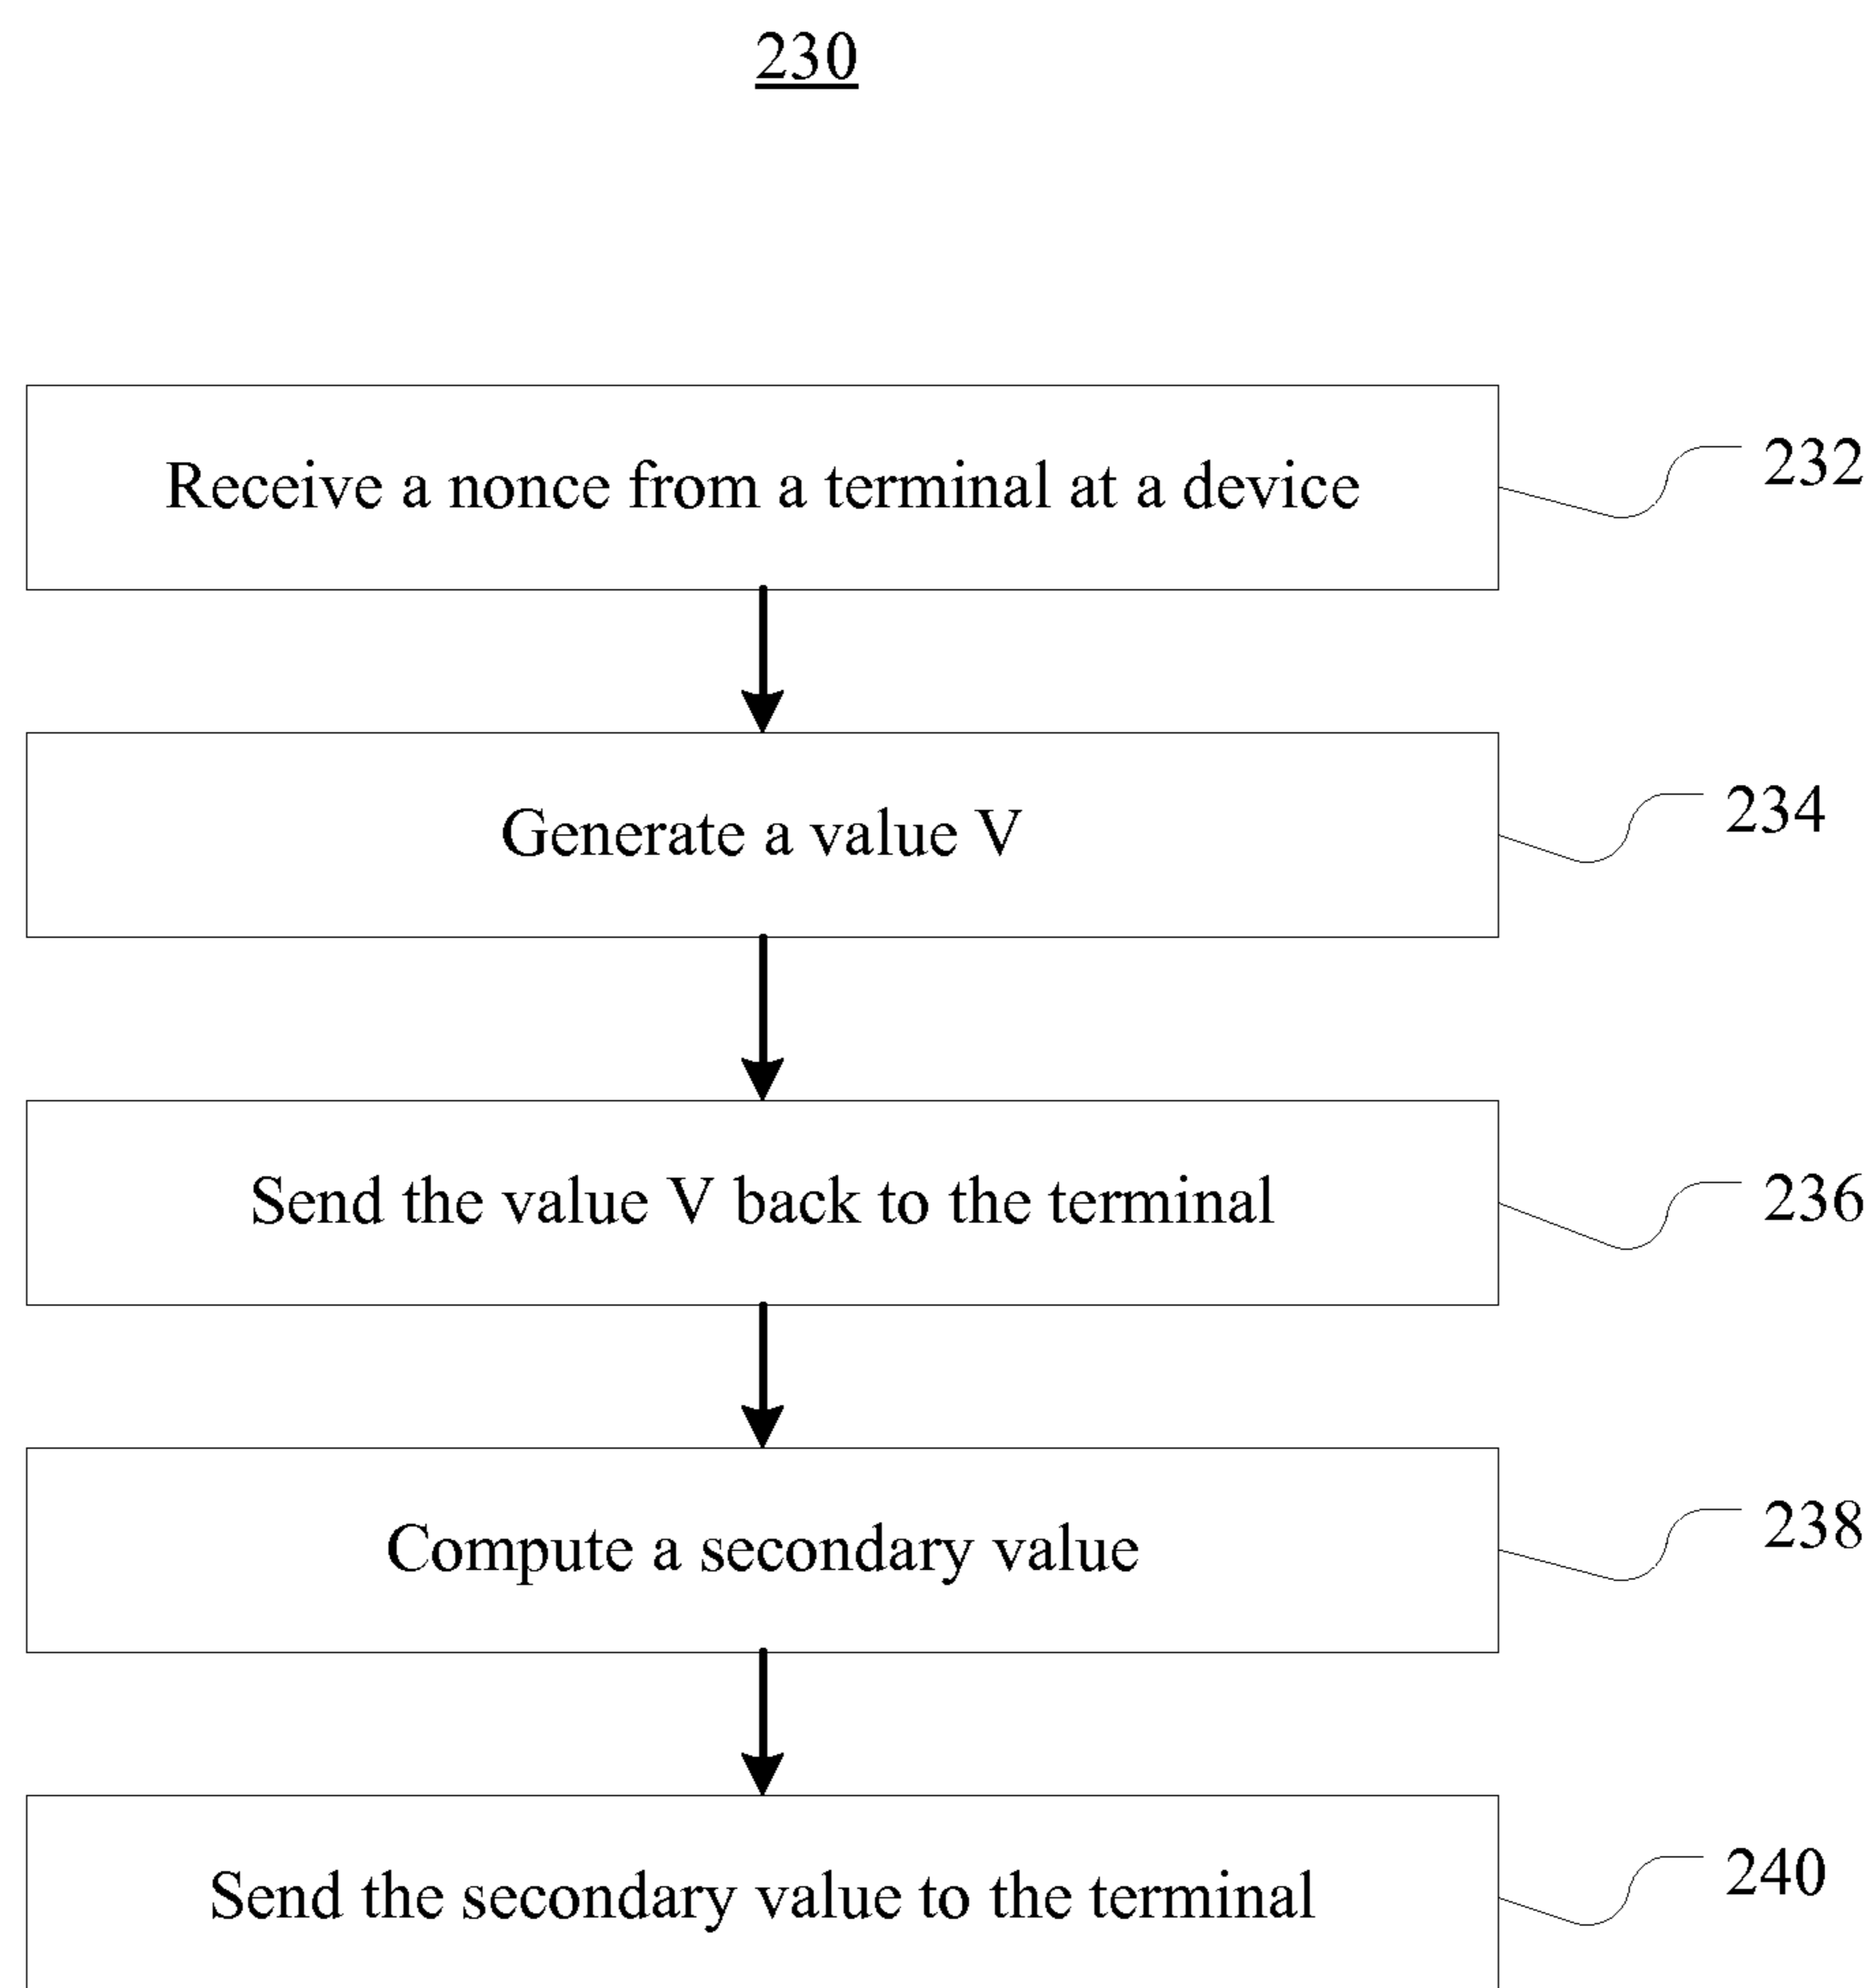 230
Receive a nonce from a terminal at a device
232
Generate a value V
234
Send the value V back to the terminal
236
Compute a secondary value
238
Send the secondary value to the terminal
240